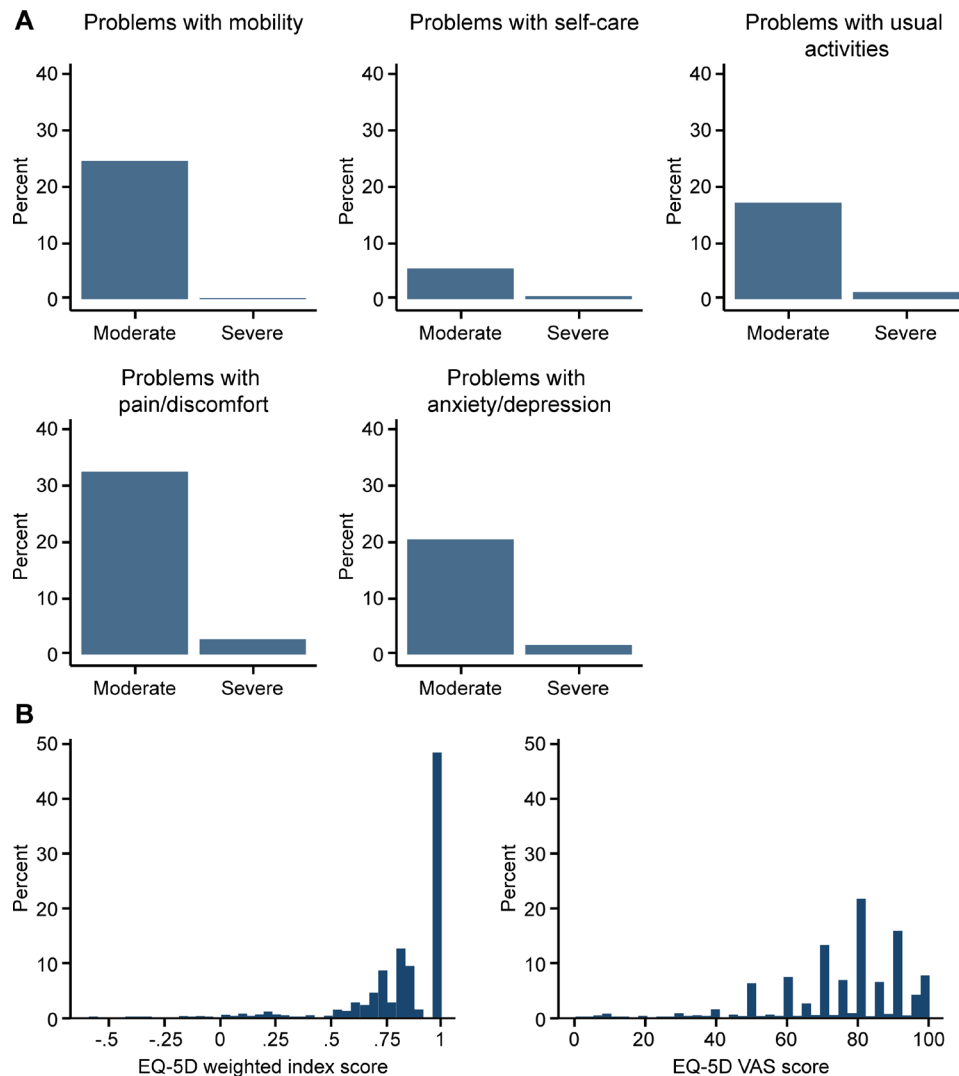 A
Problems with mobility
Problems with self-care
Problems with usual
activities
40
30
20
10
0
Percent
Moderate Severe
40
30
20
10
0
Percent
Moderate Severe
40
30
20
10
0
Percent
Moderate Severe
Problems with
pain/discomfort
Problems with
anxiety/depression
40
30
20
10
0
Percent
Moderate Severe
40
30
20
10
0
Percent
Moderate Severe
B
50
40
30
20
10
0
Percent
-.5 -.25 0 .25 .5 .75 1
EQ-5D weighted index score
50
40
30
20
10
0
Percent
0 20 40 60 80 100
EQ-5D VAS score